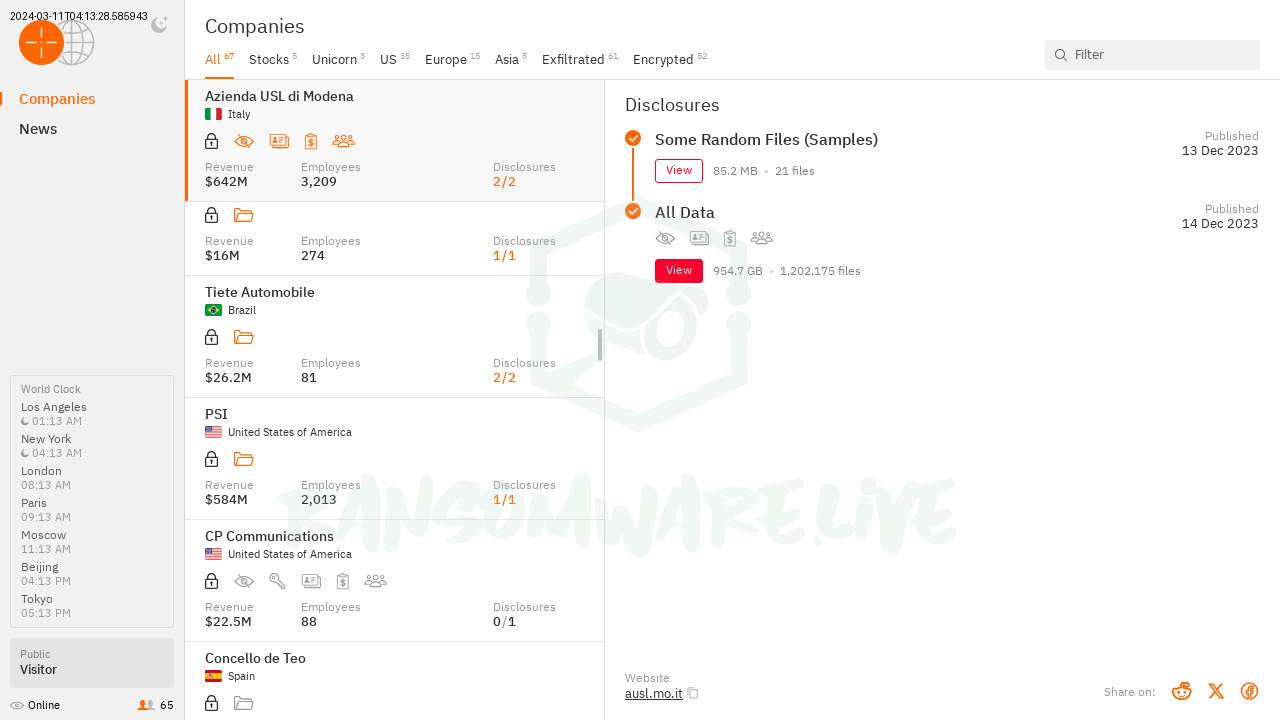 2024-03-11T04:13:28.585943
Companies
News
World Clock
Los Angeles
01:13 AM
New York
04:13 AM
London
08:13 AM
Paris
09:13 AM
Moscow
11:13 AM
Beijing
04:13 PM
Tokyo
05:13 PM
Public
Visitor
Online 65
Companies
All 67 Stocks 5 Unicorn 3 US 35 Europe 15 Asia 5 Exfiltrated 61 Encrypted 52
Filter
Azienda USL di Modena
Italy
Revenue Employees Disclosures
$642M 3,209 2/2
Revenue Employees Disclosures
$16M 274 1/1
Tiete Automobile
Brazil
Revenue Employees Disclosures
$26.2M 81 2/2
PSI
United States of America
Revenue Employees Disclosures
$584M 2,013 1/1
CP Communications
United States of America
Revenue Employees Disclosures
$22.5M 88 0/1
Concello de Teo
Spain
Disclosures
Some Random Files (Samples)
Published
13 Dec 2023
View 85.2 MB • 21 files
All Data
Published
14 Dec 2023
View 954.7 GB • 1,202,175 files
RANSOMWARE.LIVE
Website
ausl.mo.it
Share on: